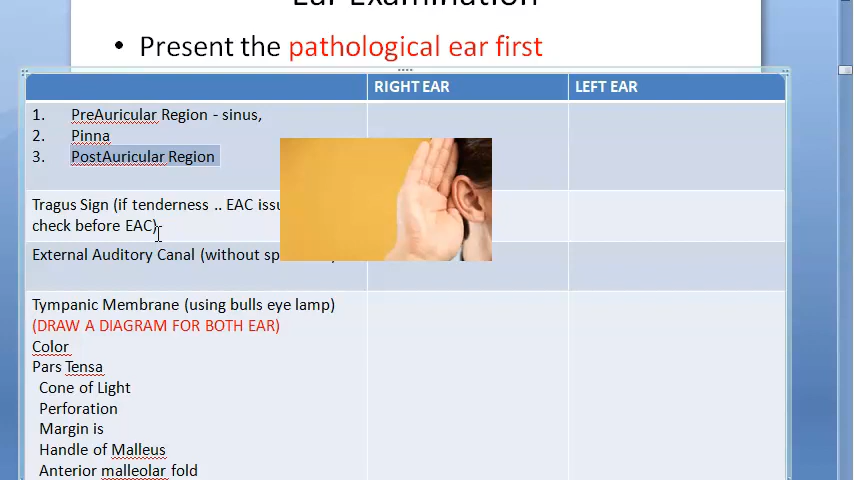 Ear Examination
• Present the pathological ear first
RIGHT EAR LEFT EAR
1. PreAuricular Region - sinus,
2. Pinna
3. PostAuricular Region
Tragus Sign (if tenderness .. EAC
check before EAC)
External Auditory Canal (without
Tympanic Membrane (using bulls eye lamp)
(DRAW A DIAGRAM FOR BOTH EAR)
Color
Pars Tensa
Cone of Light
Perforation
Margin is
Handle of Malleus
Anterior malleolar fold